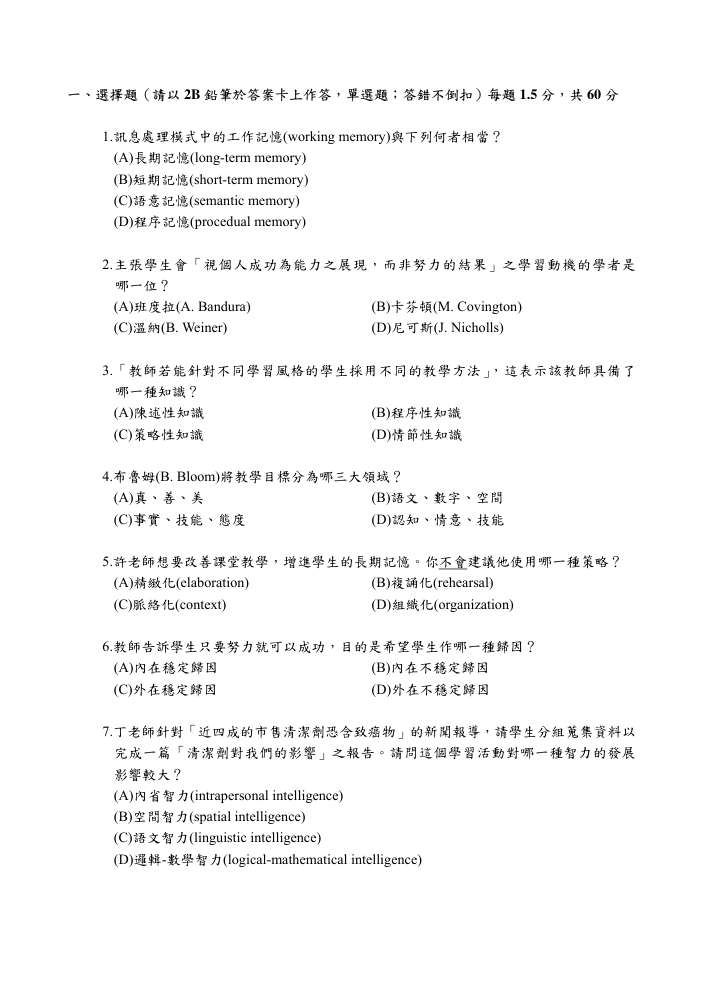 一、選擇題（請以 2B 鉛筆於答案卡上作答，單選題；答錯不倒扣）每題 1.5 分，共 60 分
1.訊息處理模式中的工作記憶(working memory)與下列何者相當？
(A)長期記憶(long-term memory)
(B)短期記憶(short-term memory)
(C)語意記憶(semantic memory)
(D)程序記憶(procedual memory)
2.主張學生會「視個人成功為能力之展現，而非努力的結果」之學習動機的學者是
哪一位？
(A)班度拉(A. Bandura) (B)卡芬頓(M. Covington)
(C)溫納(B. Weiner) (D)尼可斯(J. Nicholls)
3.「教師若能針對不同學習風格的學生採用不同的教學方法」，這表示該教師具備了
哪一種知識？
(A)陳述性知識 (B)程序性知識
(C)策略性知識 (D)情節性知識
4.布魯姆(B. Bloom)將教學目標分為哪三大領域？
(A)真、善、美 (B)語文、數字、空間
(C)事實、技能、態度 (D)認知、情意、技能
5.許老師想要改善課堂教學，增進學生的長期記憶。你不會建議他使用哪一種策略？
(A)精緻化(elaboration) (B)複誦化(rehearsal)
(C)脈絡化(context) (D)組織化(organization)
6.教師告訴學生只要努力就可以成功，目的是希望學生作哪一種歸因？
(A)內在穩定歸因 (B)內在不穩定歸因
(C)外在穩定歸因 (D)外在不穩定歸因
7.丁老師針對「近四成的市售清潔劑恐含致癌物」的新聞報導，請學生分組蒐集資料以
完成一篇「清潔劑對我們的影響」之報告。請問這個學習活動對哪一種智力的發展
影響較大？
(A)內省智力(intrapersonal intelligence)
(B)空間智力(spatial intelligence)
(C)語文智力(linguistic intelligence)
(D)邏輯-數學智力(logical-mathematical intelligence)